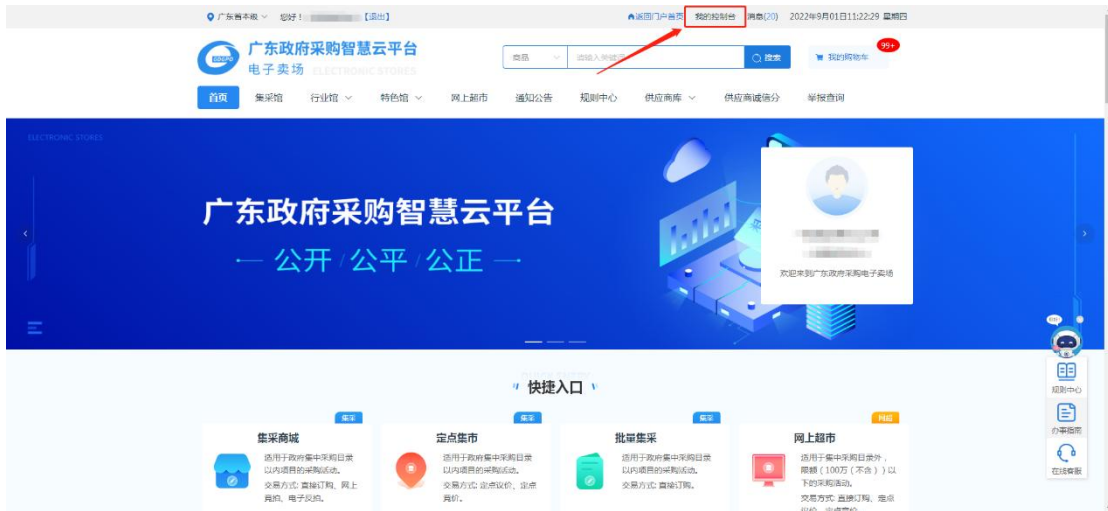 广东省本级 您好！ 【退出】 返回门户首页 我的控制台 消息(20) 2022年9月01日11:22:29 星期四
广东政府采购智慧云平台
电子卖场 ELECTRONIC STORES
商品 请输入关键 搜索 我的购物车 99+
首页 集采馆 行业馆 特色馆 网上超市 通知公告 规则中心 供应商库 供应商诚信分 举报查询
ELECTRONIC STORES
广东政府采购智慧云平台
公开/公平/公正
欢迎来到广东政府采购电子卖场
快捷入口
集采
集采商城
适用于政府集中采购目录
以内项目的采购活动。
交易方式: 直接订购、网上
竞拍、电子反拍。
集采
定点集市
适用于政府集中采购目录
以内项目的采购活动。
交易方式: 定点议价、定点
竞价。
集采
批量集采
适用于政府集中采购目录
以内项目的采购活动。
交易方式: 直接订购。
网超
网上超市
适用于集中采购目录外，
限额（100万（不含））以
下的采购活动。
交易方式: 直接订购、定点
议价、定点竞价
规则中心
办事指南
在线客服